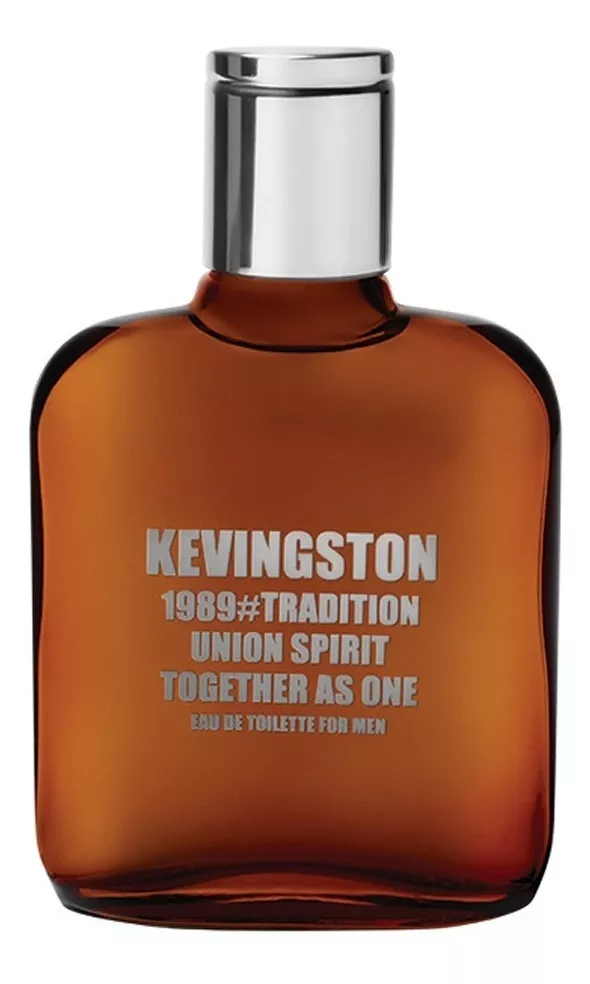 KEVINGSTON
1989#TRADITION
UNION SPIRIT
TOGETHER AS ONE
EAU DE TOILETTE FOR MEN